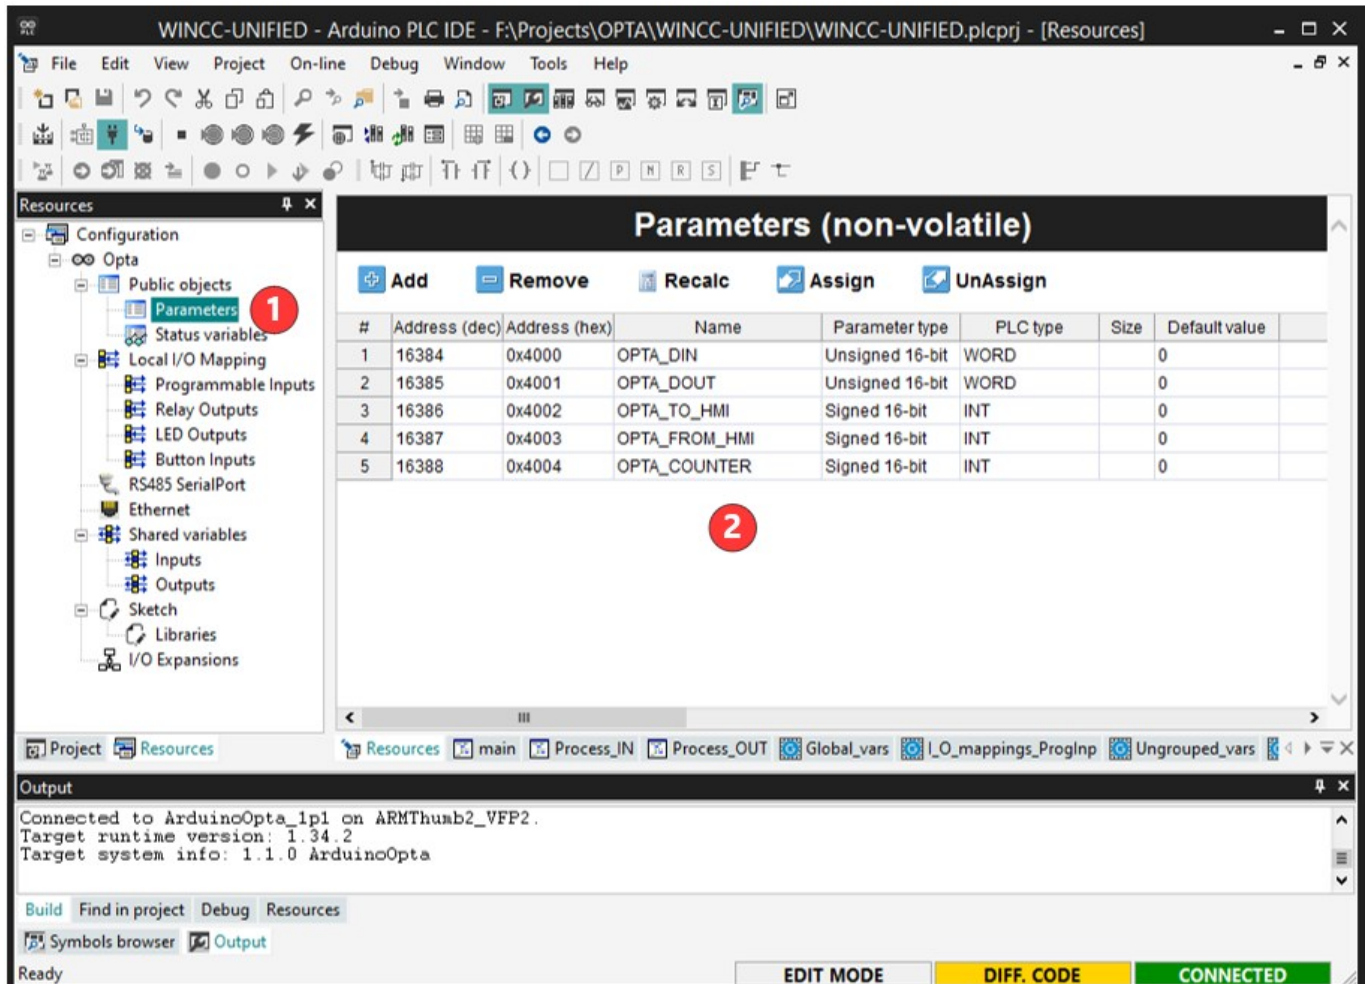 WINCC-UNIFIED - Arduino PLC IDE - F:\Projects\OPTA\WINCC-UNIFIED\WINCC-UNIFIED.plcprj - [Resources]
File Edit View Project On-line Debug Window Tools Help
Resources
Configuration
Opta
Public objects
Parameters
1
Status variables
Local I/O Mapping
Programmable Inputs
Relay Outputs
LED Outputs
Button Inputs
RS485 SerialPort
Ethernet
Shared variables
Inputs
Outputs
Sketch
Libraries
I/O Expansions
Project Resources
Parameters (non-volatile)
Add Remove Recalc Assign UnAssign
# Address (dec) Address (hex) Name Parameter type PLC type Size Default value
1 16384 0x4000 OPTA_DIN Unsigned 16-bit WORD 0
2 16385 0x4001 OPTA_DOUT Unsigned 16-bit WORD 0
3 16386 0x4002 OPTA_TO_HMI Signed 16-bit INT 0
4 16387 0x4003 OPTA_FROM_HMI Signed 16-bit INT 0
5 16388 0x4004 OPTA_COUNTER Signed 16-bit INT 0
2
Resources main Process_IN Process_OUT Global_vars I_O_mappings_ProgInp Ungrouped_vars
Output
Connected to ArduinoOpta_1p1 on ARMThumb2_VFP2.
Target runtime version: 1.34.2
Target system info: 1.1.0 ArduinoOpta
Build Find in project Debug Resources
Symbols browser Output
Ready EDIT MODE DIFF. CODE CONNECTED